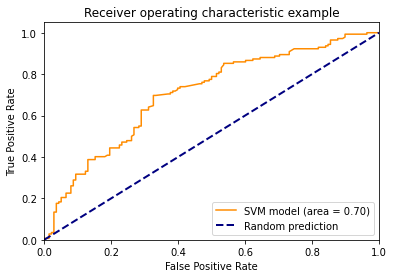 Receiver operating characteristic example
True Positive Rate
1.0
0.8
0.6
0.4
0.2
0.0
SVM model (area = 0.70)
Random prediction
0.0 0.2 0.4 0.6 0.8 1.0
False Positive Rate